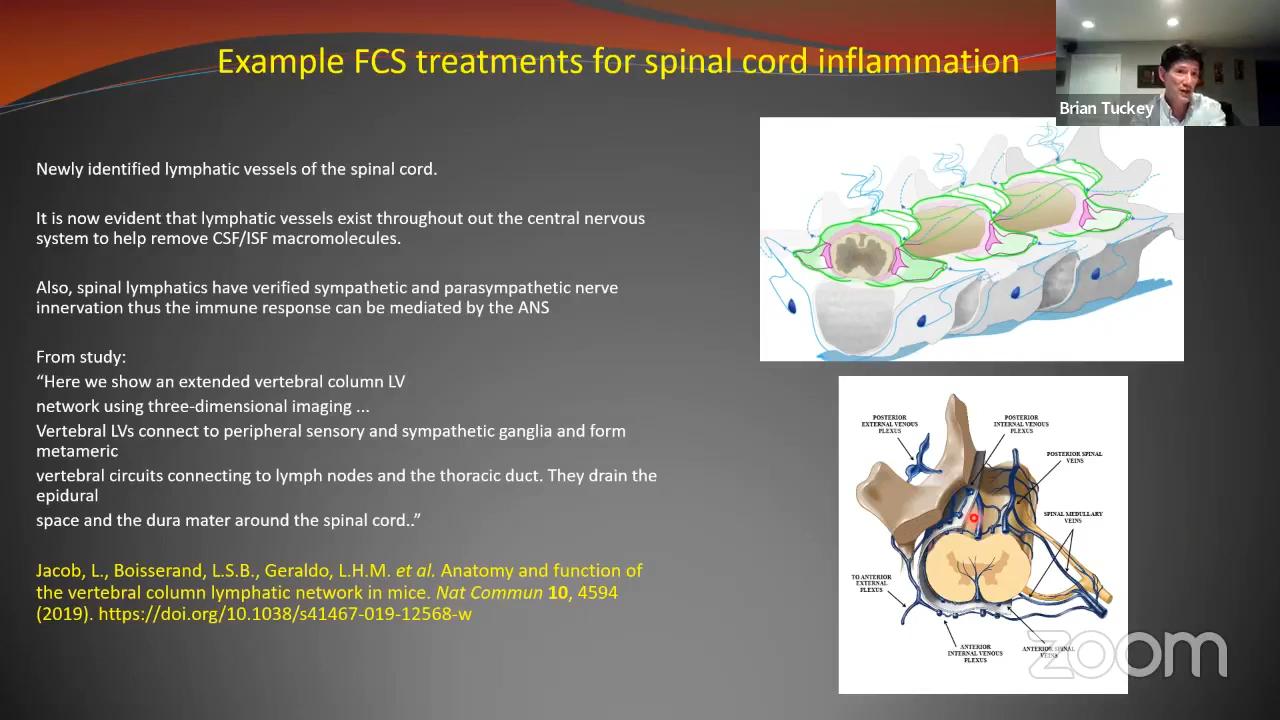 Example FCS treatments for spinal cord inflammation
Brian Tuckey
Newly identified lymphatic vessels of the spinal cord.
It is now evident that lymphatic vessels exist throughout out the central nervous
system to help remove CSF/ISF macromolecules.
Also, spinal lymphatics have verified sympathetic and parasympathetic nerve
innervation thus the immune response can be mediated by the ANS
From study:
“Here we show an extended vertebral column LV
network using three-dimensional imaging ...
Vertebral LVs connect to peripheral sensory and sympathetic ganglia and form
metameric
vertebral circuits connecting to lymph nodes and the thoracic duct. They drain the
epidural
space and the dura mater around the spinal cord..”
Jacob, L., Boisserand, L.S.B., Geraldo, L.H.M. et al. Anatomy and function of
the vertebral column lymphatic network in mice. Nat Commun 10, 4594
(2019). https://doi.org/10.1038/s41467-019-12568-w
POSTERIOR
EXTERNAL VENOUS
PLEXUS
POSTERIOR
INTERNAL VENOUS
PLEXUS
POSTERIOR SPINAL
VEINS
SPINAL MEDULLARY
VEINS
TO ANTERIOR
EXTERNAL
PLEXUS
ANTERIOR
INTERNAL VENOUS
PLEXUS
ANTERIOR SPINAL
VEINS
zoom